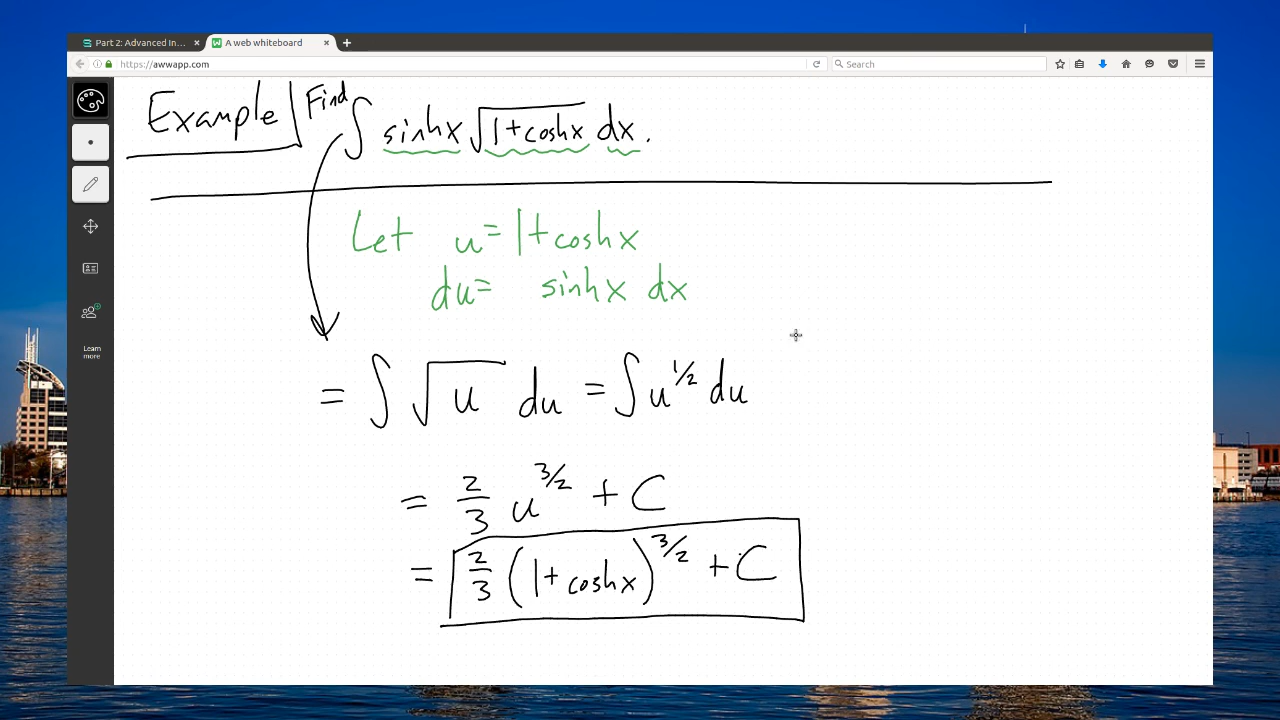 Part 2: Advanced In... × A web whiteboard × +
https://awwapp.com Search
Example Find ∫ sinhx √(1+coshx) dx.
Let u = 1+coshx
du = sinhx dx
= ∫ √u du = ∫ u^(1/2) du
= 2/3 u^(3/2) + C
= 2/3 (1+coshx)^(3/2) + C
Learn
more